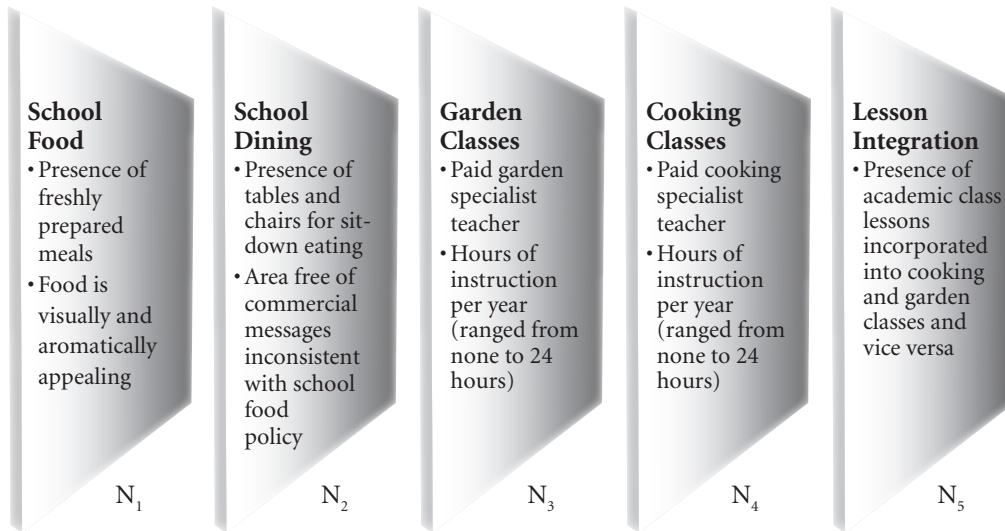 School
Food
• Presence of
freshly
prepared
meals
• Food is
visually and
aromatically
appealing
N₁
School
Dining
• Presence of
tables and
chairs for sit-
down eating
• Area free of
commercial
messages
inconsistent
with school
food
policy
N₂
Garden
Classes
• Paid garden
specialist
teacher
• Hours of
instruction
per year
(ranged from
none to 24
hours)
N₃
Cooking
Classes
• Paid cooking
specialist
teacher
• Hours of
instruction
per year
(ranged from
none to 24
hours)
N₄
Lesson
Integration
• Presence of
academic class
lessons
incorporated
into cooking
and garden
classes and
vice versa
N₅